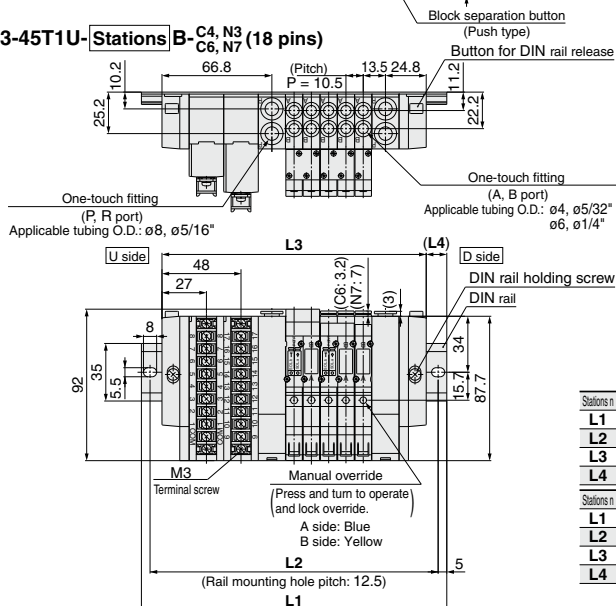 Block separation button
(Push type)
3-45T1U- Stations B- C4, N3 C6, N7 (18 pins)
Button for DIN rail release
66.8
(Pitch)
P = 10.5
13.5
24.8
10.2
25.2
11.2
22.2
One-touch fitting
(P, R port)
Applicable tubing O.D.: ø8, ø5/16"
One-touch fitting
(A, B port)
Applicable tubing O.D.: ø4, ø5/32"
ø6, ø1/4"
L3
(L4)
U side
D side
48
27
(C6: 3.2)
(N7: 7)
(3)
DIN rail holding screw
DIN rail
8
35
5.5
92
34
15.7
87.7
M3
Terminal screw
Manual override
(Press and turn to operate
and lock override.)
A side: Blue
B side: Yellow
L2
5
(Rail mounting hole pitch: 12.5)
L1
Stations n
L1
L2
L3
L4
Stations n
L1
L2
L3
L4